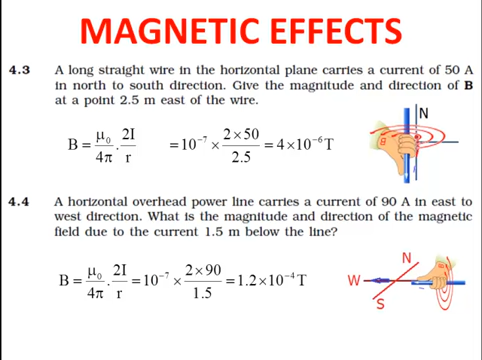 MAGNETIC EFFECTS
4.3 A long straight wire in the horizontal plane carries a current of 50 A
in north to south direction. Give the magnitude and direction of B
at a point 2.5 m east of the wire.
N
B = μ₀/4π . 2I/r = 10⁻⁷ × (2×50)/2.5 = 4×10⁻⁶ T
B
4.4 A horizontal overhead power line carries a current of 90 A in east to
west direction. What is the magnitude and direction of the magnetic
field due to the current 1.5 m below the line?
N
B = μ₀/4π . 2I/r = 10⁻⁷ × (2×90)/1.5 = 1.2×10⁻⁴ T
W
S